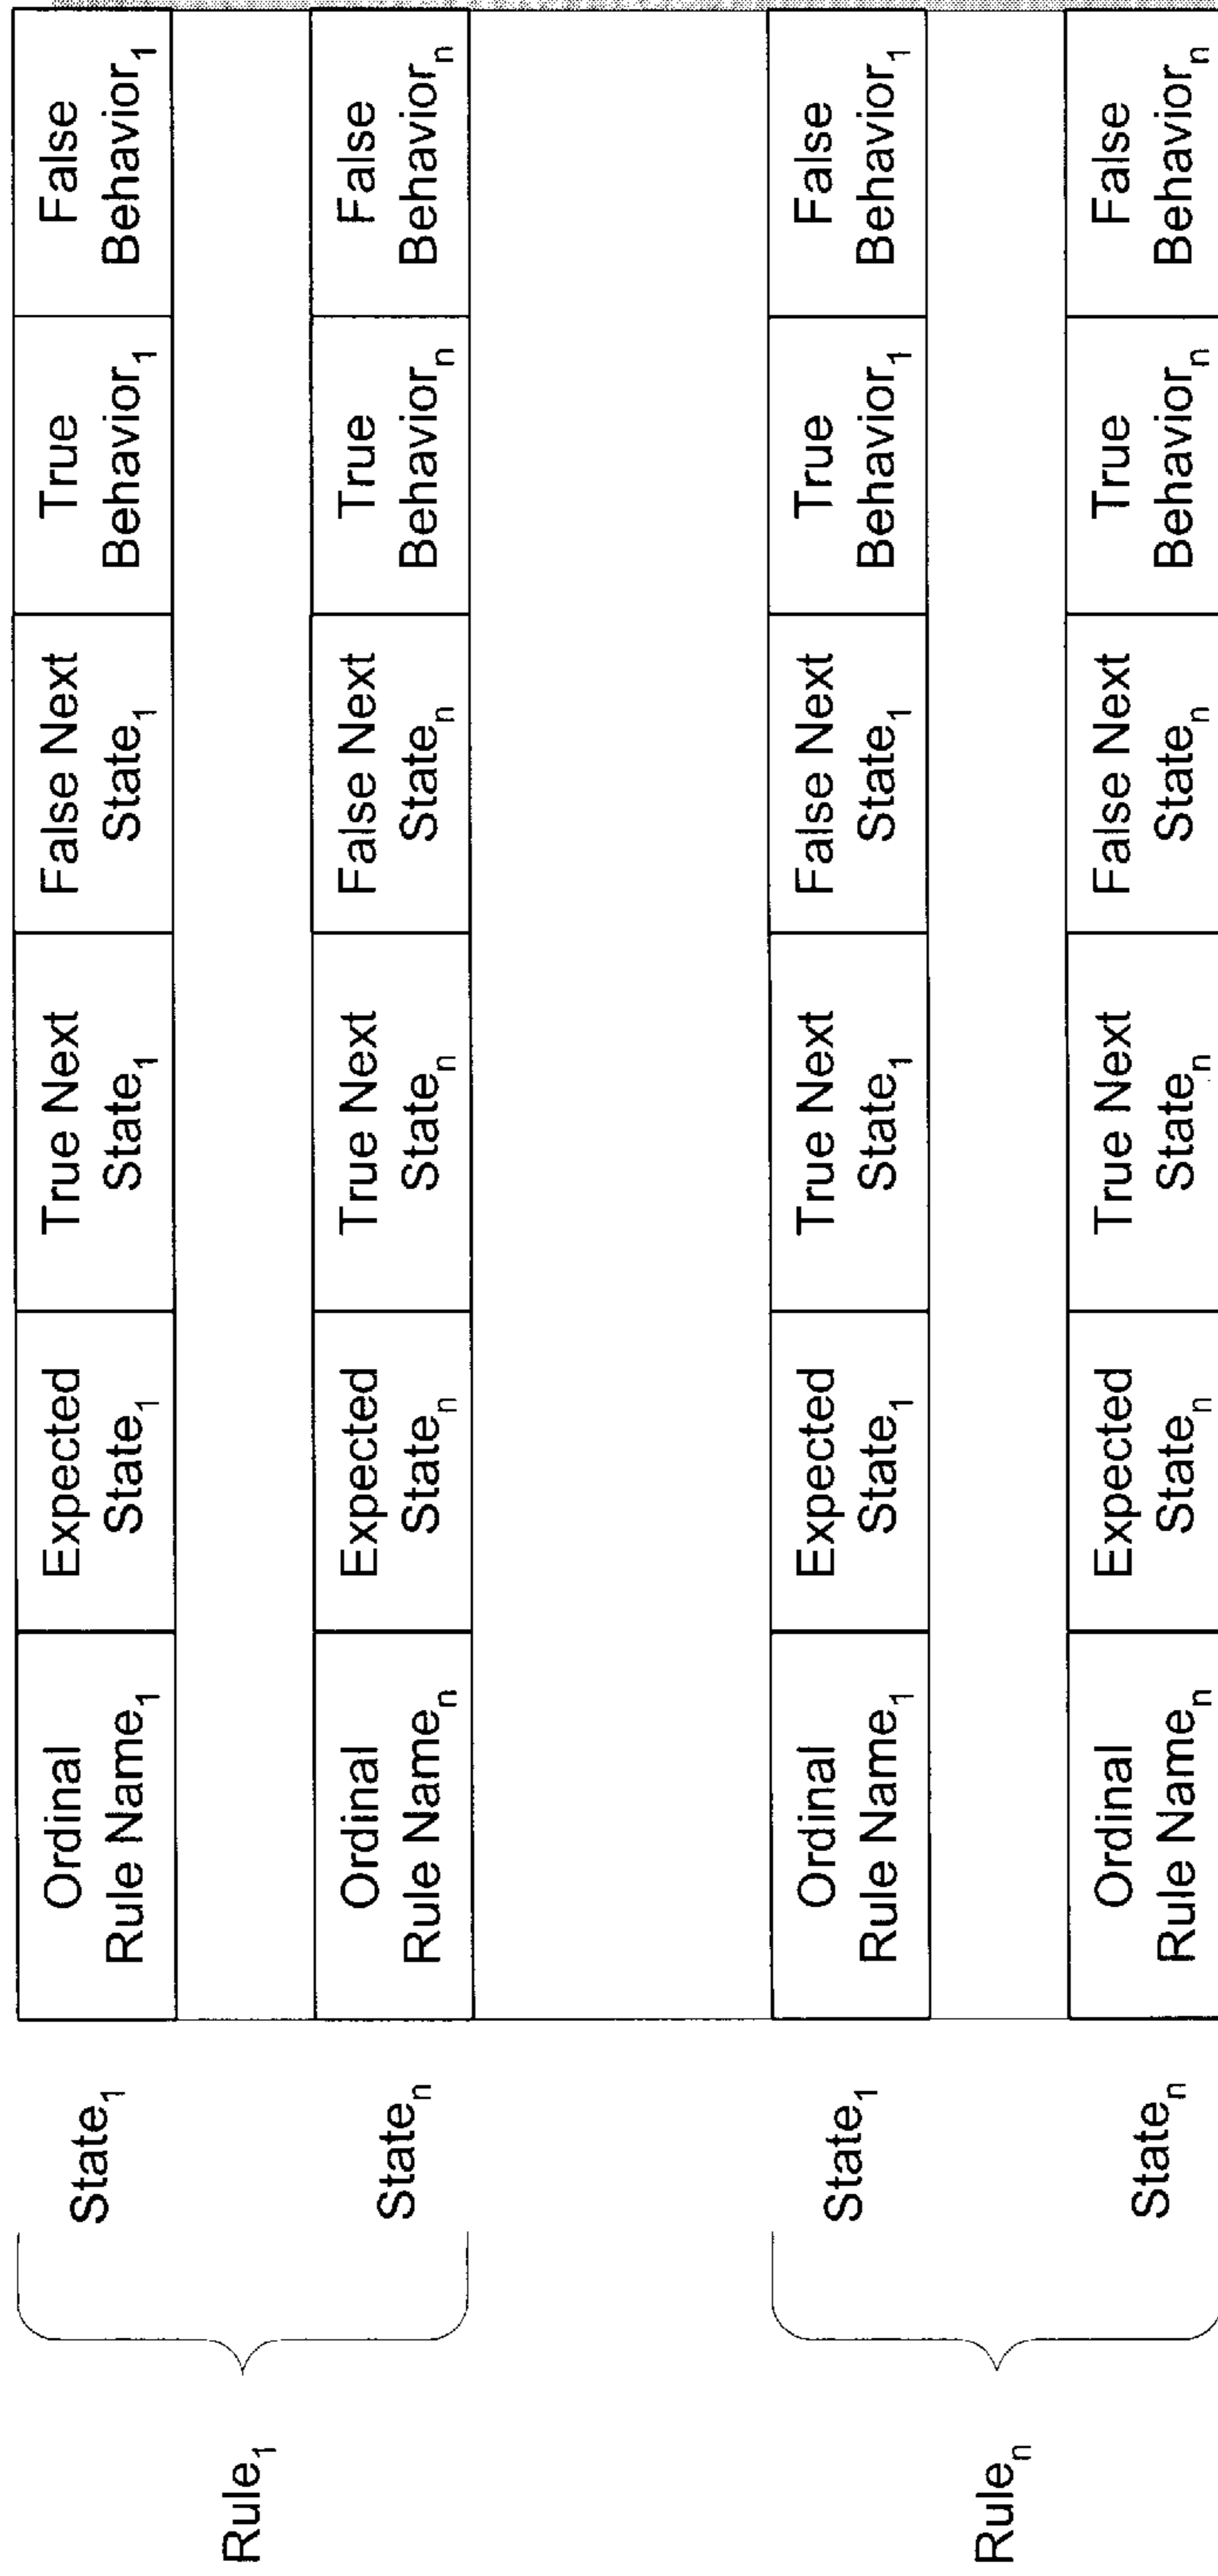 Rule₁
State₁
Ordinal
Rule Name₁
Expected
State₁
True Next
State₁
False Next
State₁
True
Behavior₁
False
Behavior₁
Stateₙ
Ordinal
Rule Nameₙ
Expected
Stateₙ
True Next
Stateₙ
False Next
Stateₙ
True
Behaviorₙ
False
Behaviorₙ
Ruleₙ
State₁
Ordinal
Rule Name₁
Expected
State₁
True Next
State₁
False Next
State₁
True
Behavior₁
False
Behavior₁
Stateₙ
Ordinal
Rule Nameₙ
Expected
Stateₙ
True Next
Stateₙ
False Next
Stateₙ
True
Behaviorₙ
False
Behaviorₙ